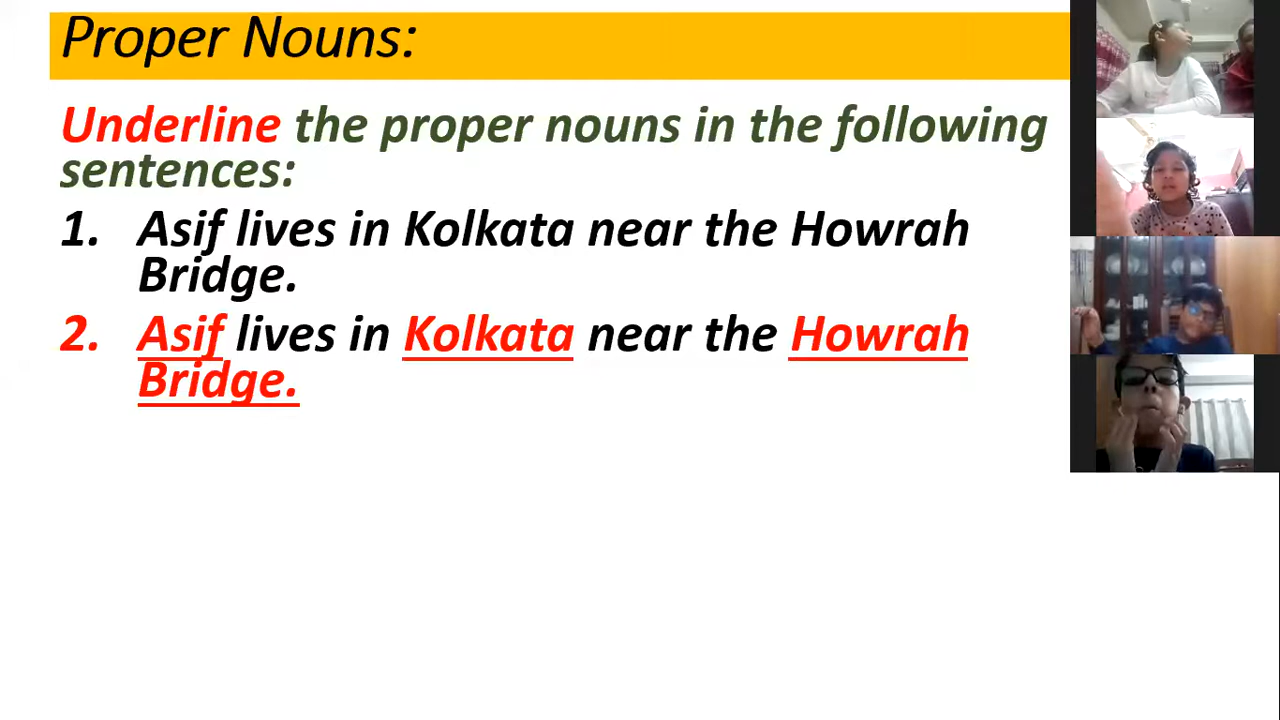 Proper Nouns:
Underline the proper nouns in the following
sentences:
1. Asif lives in Kolkata near the Howrah
Bridge.
2. Asif lives in Kolkata near the Howrah
Bridge.